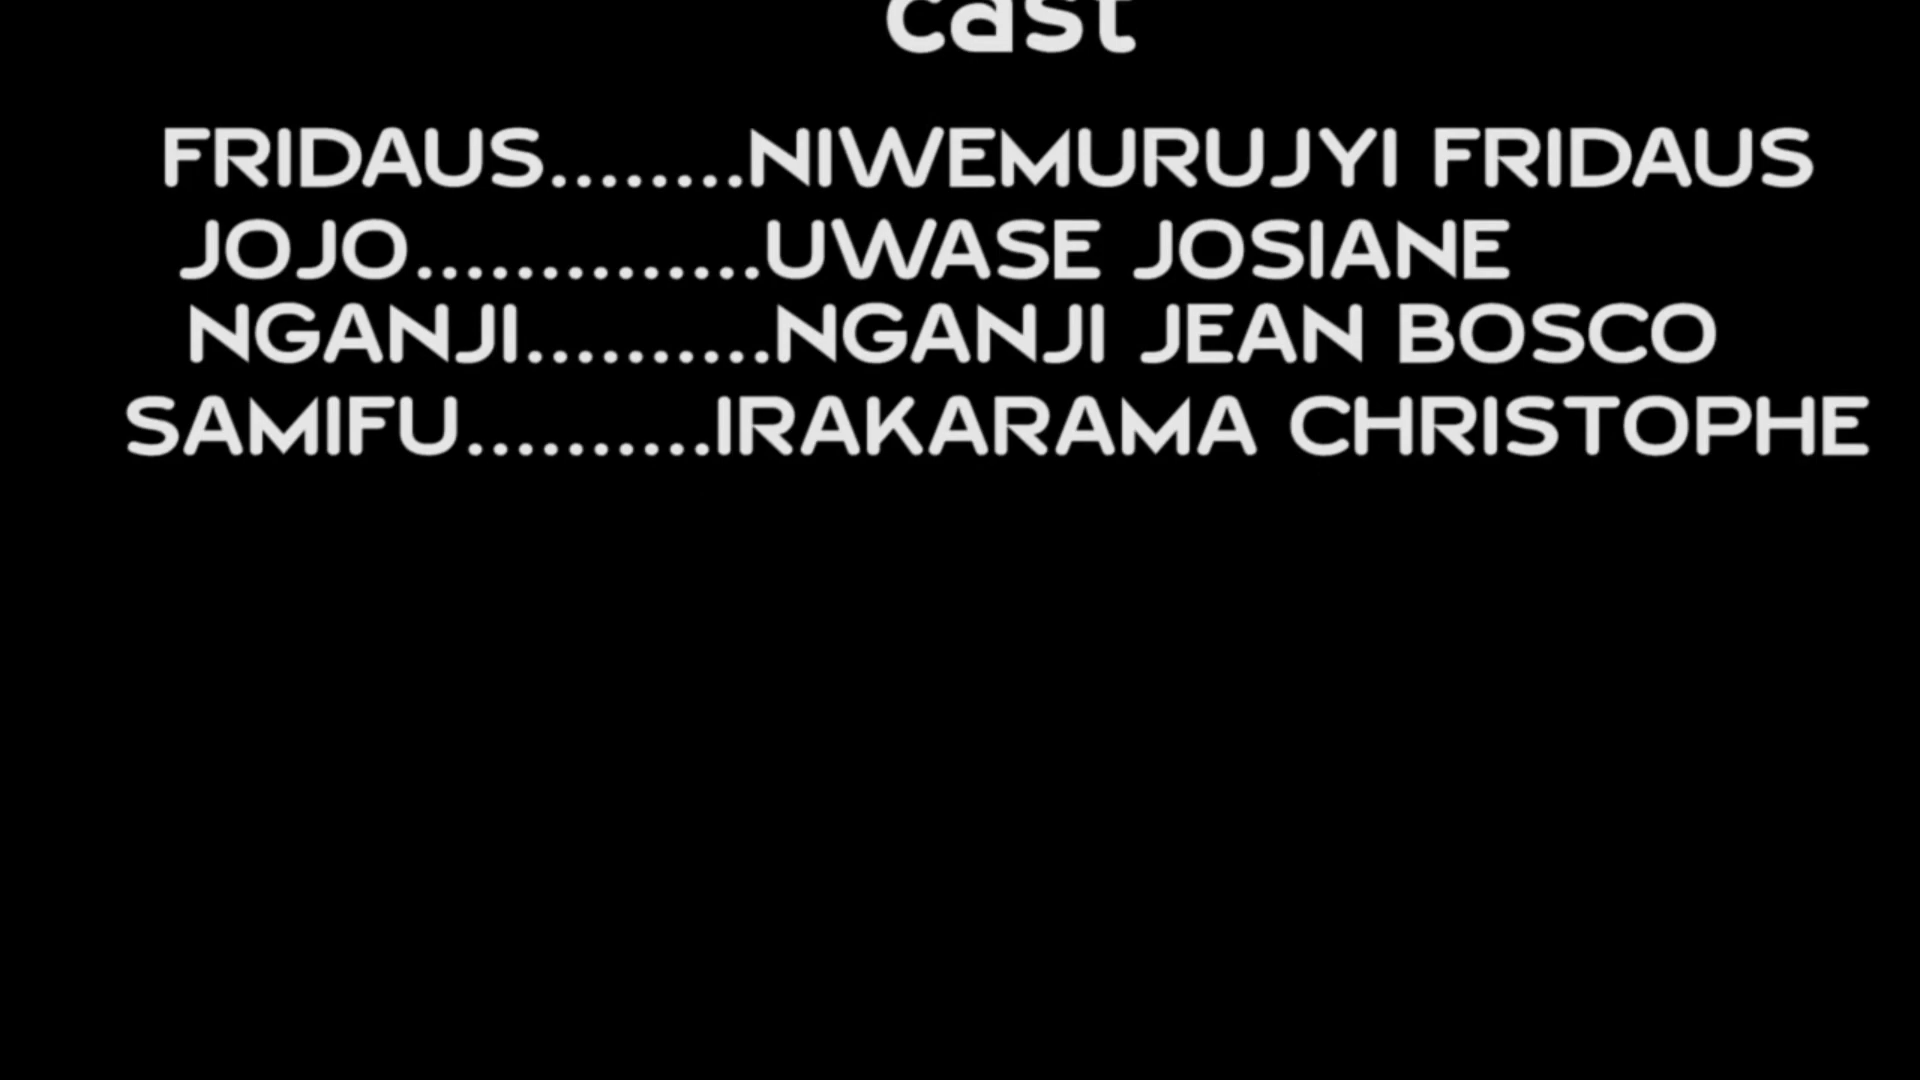 cast
FRIDAUS........NIWEMURUJYI FRIDAUS
JOJO..............UWASE JOSIANE
NGANJI..........NGANJI JEAN BOSCO
SAMIFU..........IRAKARAMA CHRISTOPHE